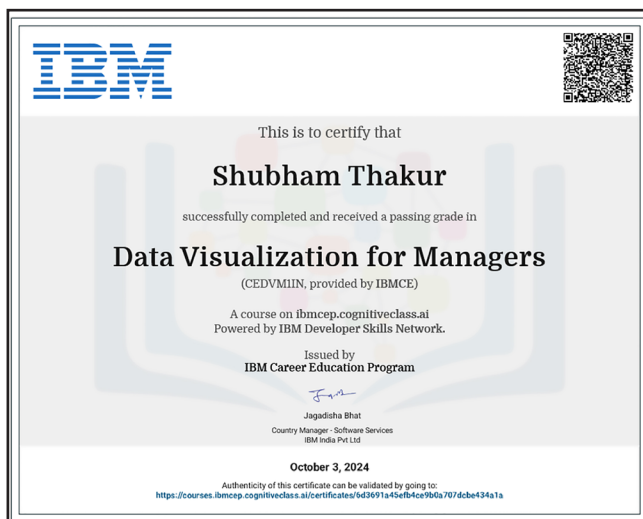 IBM
This is to certify that
Shubham Thakur
successfully completed and received a passing grade in
Data Visualization for Managers
(CEDVM1IN, provided by IBMCE)
A course on ibmcep.cognitiveclass.ai
Powered by IBM Developer Skills Network.
Issued by
IBM Career Education Program
Jagadisha Bhat
Country Manager - Software Services
IBM India Pvt Ltd
October 3, 2024
Authenticity of this certificate can be validated by going to:
https://courses.ibmcep.cognitiveclass.ai/certificates/6d3691a45efb4ce9b0a707dcbe434a1a